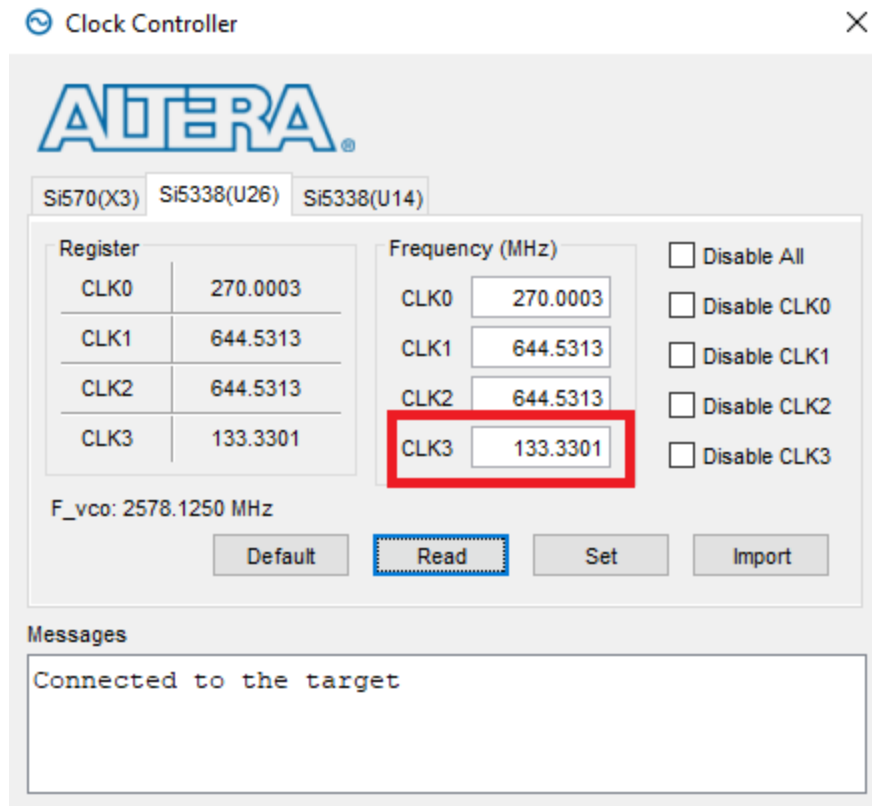 Clock Controller
ALTERA®
Si570(X3) Si5338(U26) Si5338(U14)
Register
CLK0 270.0003
CLK1 644.5313
CLK2 644.5313
CLK3 133.3301
Frequency (MHz)
CLK0 270.0003
CLK1 644.5313
CLK2 644.5313
CLK3 133.3301
Disable All
Disable CLK0
Disable CLK1
Disable CLK2
Disable CLK3
F_vco: 2578.1250 MHz
Default Read Set Import
Messages
Connected to the target